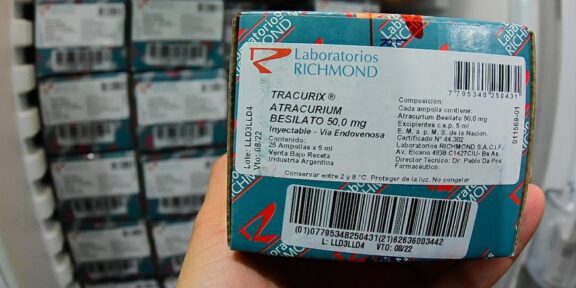 Laboratorios
RICHMOND
TRACURIX ®
ATRACURIUM
BESILATO 50,0 mg
Inyectable - Vía Endovenosa
Contenido:
25 Ampollas x 5 ml
Venta Bajo Receta
Industria Argentina
Lote: LLD3LLD4
Vto: 08/22
Composición:
Cada ampolla contiene:
Atracurium Besilato 50,0 mg
Excipientes c.s.p. 5 ml
E. M. a. p. M. S. de la Nación.
Certificado N° 44.302
Laboratorios RICHMOND S.A.C.I.F.
Av. Elcano 4938 C1427CIU- Bs As.
Director Técnico: Dr. Pablo Da Pos
Farmacéutico.
Conservar entre 2 y 8 °C. Proteger de la luz. No congelar
7 795348 250431
011569-01
(01)07795348250431(21)62636003442
L: LLD3LLD4
VTO: 08/22